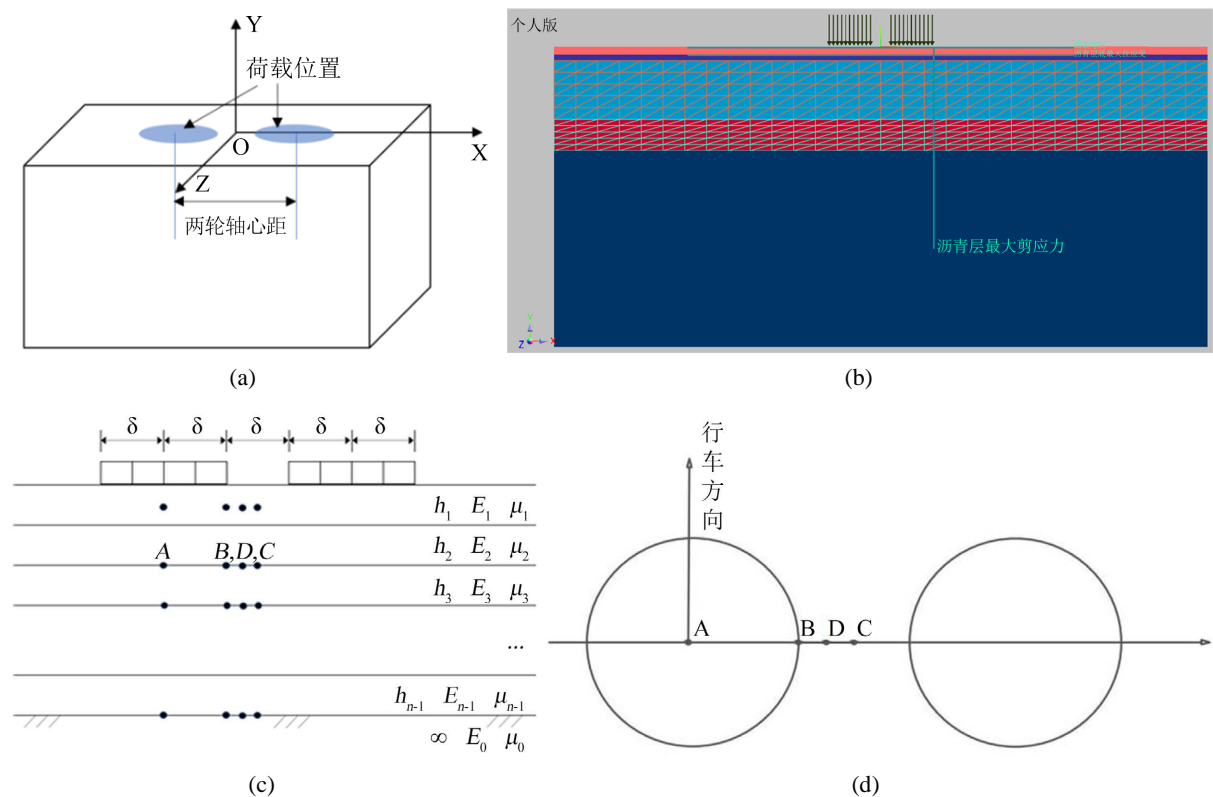 Y
荷载位置
O
X
Z
两轮轴心距
(a)
个人版
沥青层最大剪应力
Y
Z
X
(b)
δ δ δ δ δ
h₁ E₁ μ₁
A B,D,C h₂ E₂ μ₂
h₃ E₃ μ₃
...
hₙ₋₁ Eₙ₋₁ μₙ₋₁
∞ E₀ μ₀
(c)
行车方向
A B D C
(d)